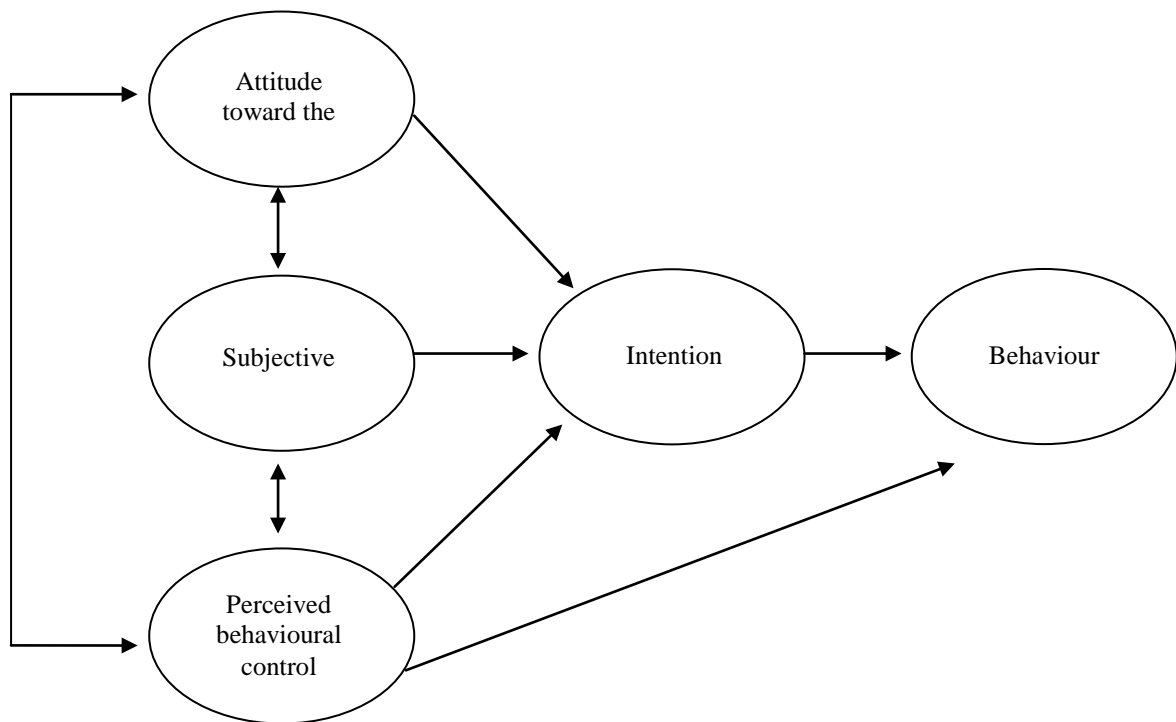 Attitude
toward the
Subjective
Intention
Behaviour
Perceived
behavioural
control